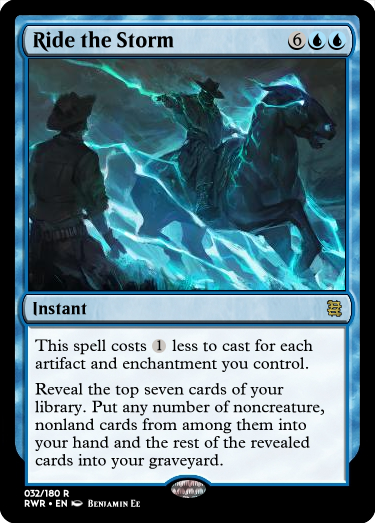 Ride the Storm 6UU
Instant
This spell costs 1 less to cast for each
artifact and enchantment you control.
Reveal the top seven cards of your
library. Put any number of noncreature,
nonland cards from among them into
your hand and the rest of the revealed
cards into your graveyard.
032/180 R
RWR • EN Benjamin Ee